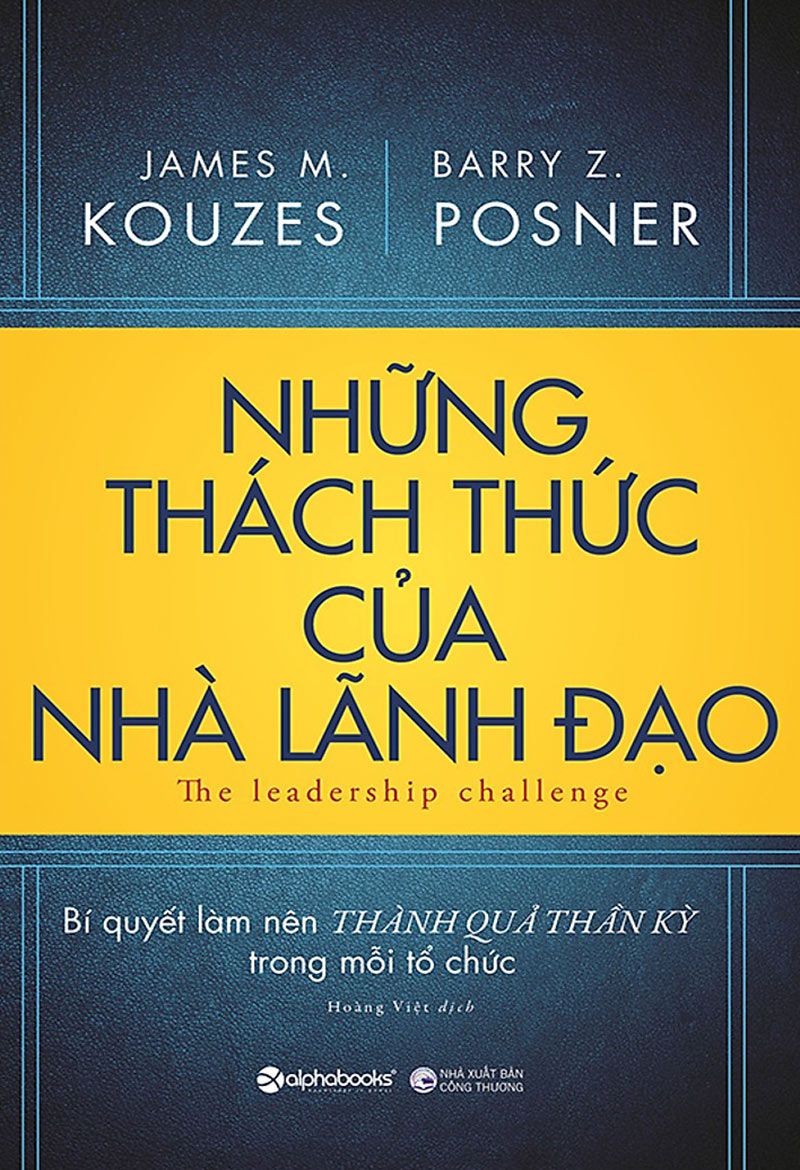 JAMES M.
KOUZES
BARRY Z.
POSNER
NHỮNG
THÁCH THỨC
CỦA
NHÀ LÃNH ĐẠO
The leadership challenge
Bí quyết làm nên THÀNH QUẢ THẦN KỲ
trong mỗi tổ chức
Hoàng Việt dịch
alphabooks
NHÀ XUẤT BẢN
CÔNG THƯƠNG